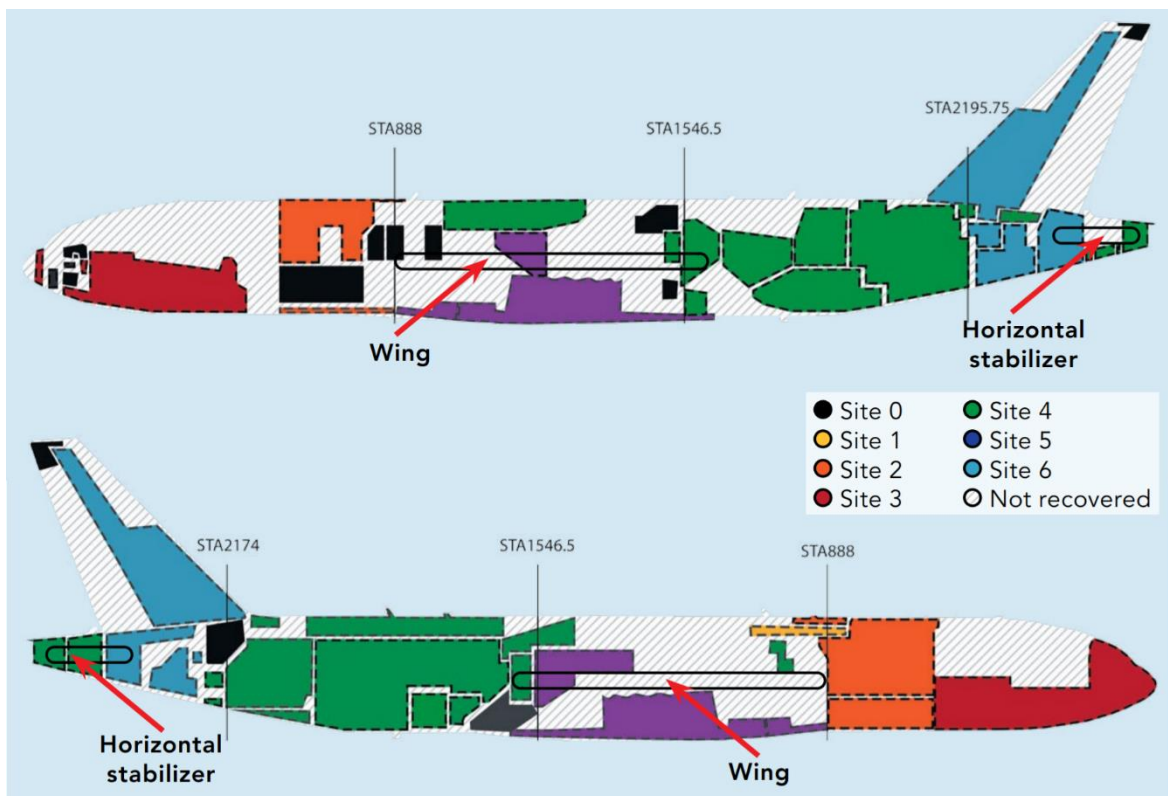 STA2195.75
STA888
STA1546.5
Wing
Horizontal
stabilizer
Site 0
Site 4
Site 1
Site 5
Site 2
Site 6
Site 3
Not recovered
STA2174
STA1546.5
STA888
Horizontal
stabilizer
Wing